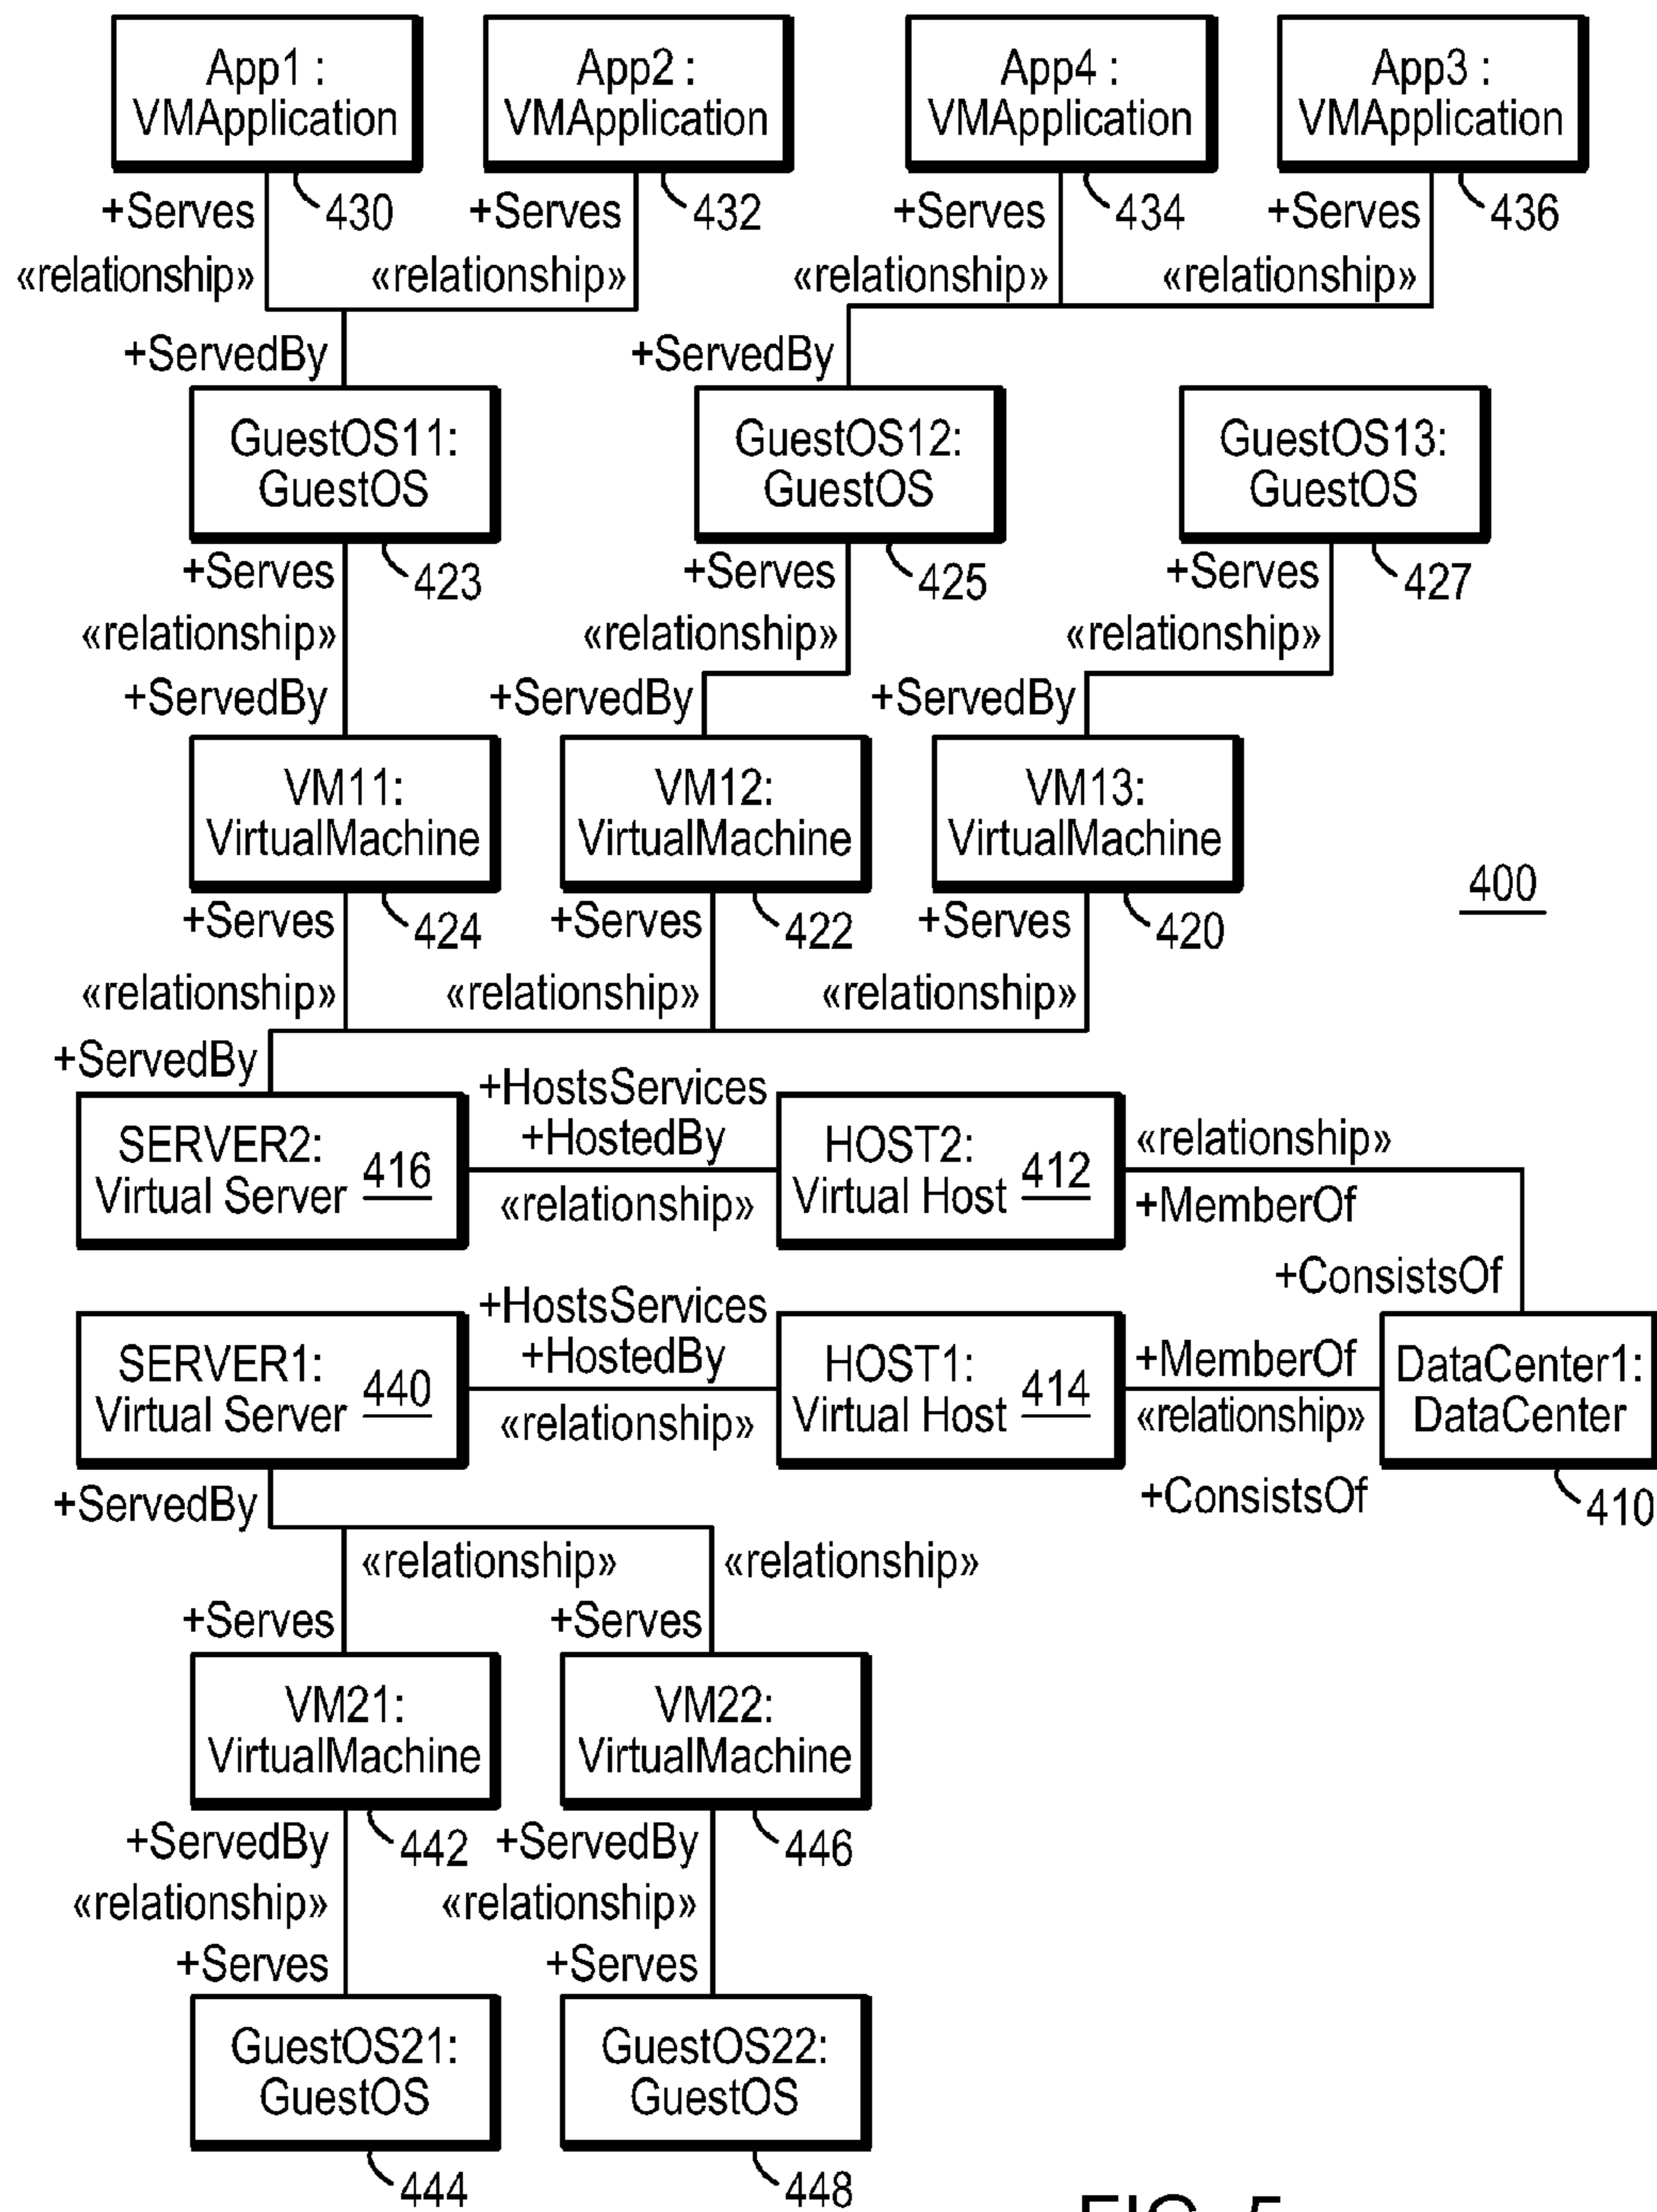 App1 :
VMApplication
App2 :
VMApplication
App4 :
VMApplication
App3 :
VMApplication
+Serves
430
+Serves
432
+Serves
434
+Serves
436
«relationship»
«relationship»
«relationship»
«relationship»
+ServedBy
+ServedBy
GuestOS11:
GuestOS
GuestOS12:
GuestOS
GuestOS13:
GuestOS
+Serves
423
+Serves
425
+Serves
427
«relationship»
«relationship»
«relationship»
+ServedBy
+ServedBy
+ServedBy
VM11:
VirtualMachine
VM12:
VirtualMachine
VM13:
VirtualMachine
400
+Serves
424
+Serves
422
+Serves
420
«relationship»
«relationship»
«relationship»
+ServedBy
SERVER2:
Virtual Server 416
+HostsServices
+HostedBy
«relationship»
HOST2:
Virtual Host 412
«relationship»
+MemberOf
+ConsistsOf
SERVER1:
Virtual Server 440
+HostsServices
+HostedBy
«relationship»
HOST1:
Virtual Host 414
+MemberOf
«relationship»
+ConsistsOf
DataCenter1:
DataCenter
410
+ServedBy
«relationship»
«relationship»
+Serves
+Serves
VM21:
VirtualMachine
VM22:
VirtualMachine
+ServedBy
442
+ServedBy
446
«relationship»
«relationship»
+Serves
+Serves
GuestOS21:
GuestOS
GuestOS22:
GuestOS
444
448
FIG. 5